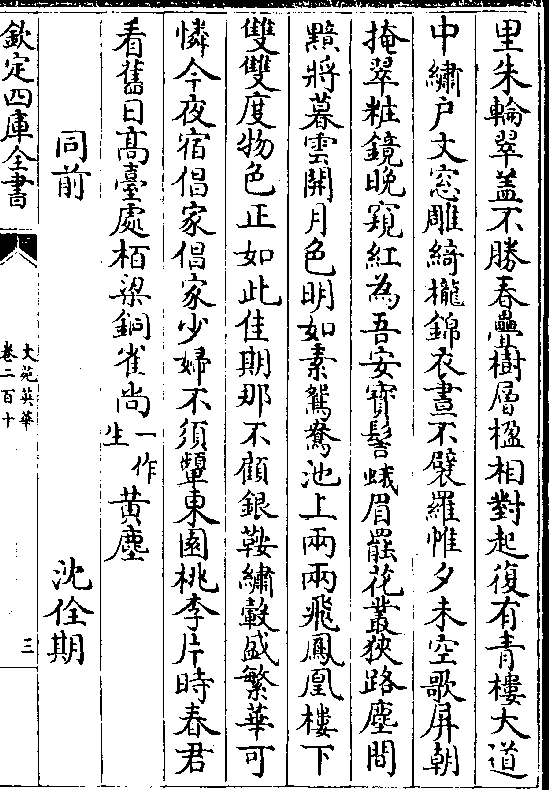 里朱輪翠盖不勝春疊樹層楹相對起復有青樓大道
中繡戶文窓雕綺櫳錦衣晝不襞羅帷夕未空歌屏朝
掩翠粧鏡晚窺紅為吾安寳髻蛾眉罷花叢狹路塵間
黯將暮雲開月色明如素鴛鴦池上兩兩飛鳳凰樓下
雙雙度物色正如此佳期那不顧銀鞍繡轂盛繁華可
憐今夜宿倡家倡家少婦不須顰東園桃李片時春君
看舊日髙臺處栢梁銅雀尚一作生黄塵
同前 沈佺期
欽定四庫全書
文苑英華
卷二百十
三